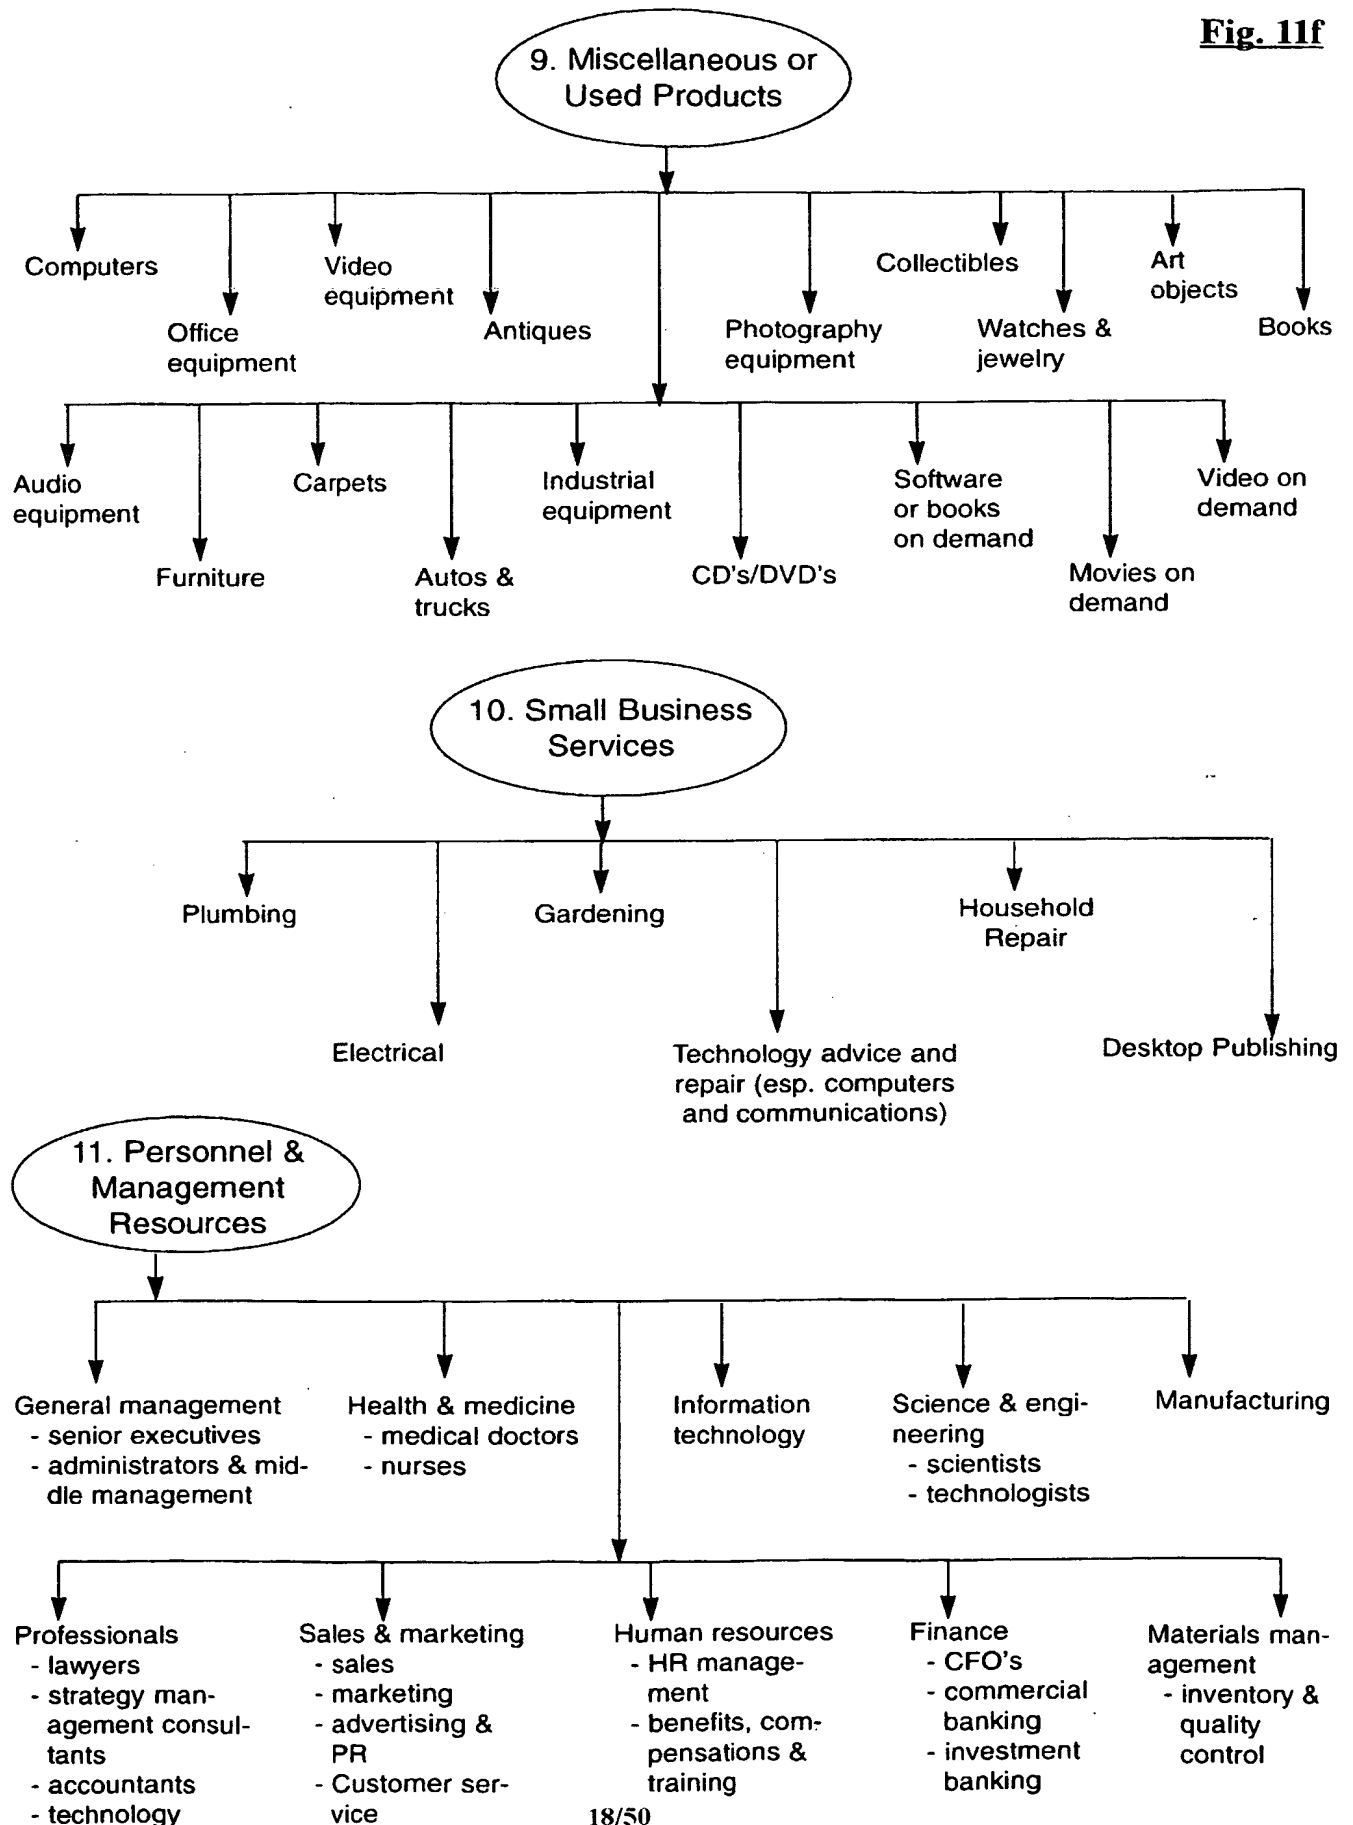 Fig. 11f
9. Miscellaneous or
Used Products
Computers
Office
equipment
Video
equipment
Antiques
Photography
equipment
Collectibles
Watches &
jewelry
Art
objects
Books
Audio
equipment
Furniture
Carpets
Autos &
trucks
Industrial
equipment
CD's/DVD's
Software
or books
on demand
Movies on
demand
Video on
demand
10. Small Business
Services
Plumbing
Electrical
Gardening
Technology advice and
repair (esp. computers
and communications)
Household
Repair
Desktop Publishing
11. Personnel &
Management
Resources
General management
- senior executives
- administrators & mid-
dle management
Health & medicine
- medical doctors
- nurses
Information
technology
Science & engi-
neering
- scientists
- technologists
Manufacturing
Professionals
- lawyers
- strategy man-
agement consul-
tants
- accountants
- technology
Sales & marketing
- sales
- marketing
- advertising &
PR
- Customer ser-
vice
Human resources
- HR manage-
ment
- benefits, com-
pensations &
training
Finance
- CFO's
- commercial
banking
- investment
banking
Materials man-
agement
- inventory &
quality
control
18/50